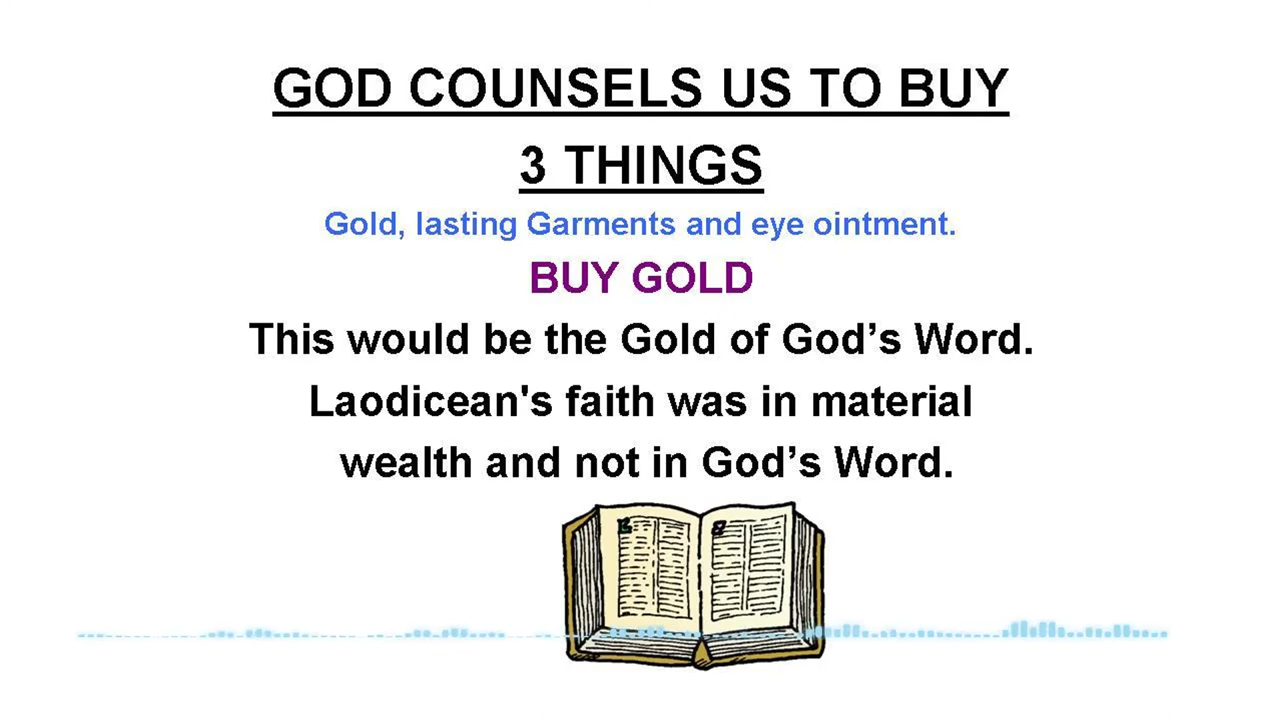 GOD COUNSELS US TO BUY
3 THINGS
Gold, lasting Garments and eye ointment.
BUY GOLD
This would be the Gold of God’s Word.
Laodicean's faith was in material
wealth and not in God’s Word.